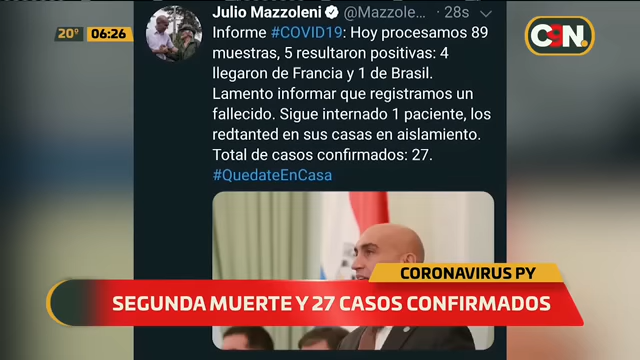 20º 06:26
C9N.
Julio Mazzoleni @Mazzole... · 28s
Informe #COVID19: Hoy procesamos 89
muestras, 5 resultaron positivas: 4
llegaron de Francia y 1 de Brasil.
Lamento informar que registramos un
fallecido. Sigue internado 1 paciente, los
redtanted en sus casas en aislamiento.
Total de casos confirmados: 27.
#QuedateEnCasa
CORONAVIRUS PY
SEGUNDA MUERTE Y 27 CASOS CONFIRMADOS